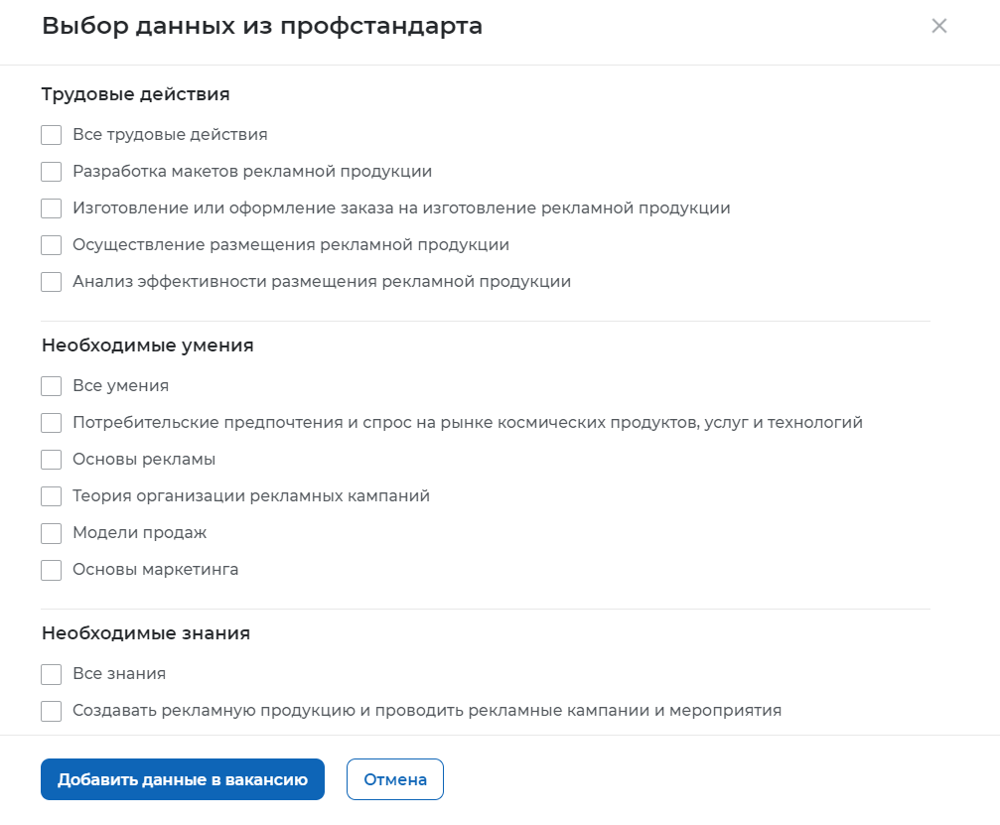 Выбор данных из профстандарта
Трудовые действия
Все трудовые действия
Разработка макетов рекламной продукции
Изготовление или оформление заказа на изготовление рекламной продукции
Осуществление размещения рекламной продукции
Анализ эффективности размещения рекламной продукции
Необходимые умения
Все умения
Потребительские предпочтения и спрос на рынке космических продуктов, услуг и технологий
Основы рекламы
Теория организации рекламных кампаний
Модели продаж
Основы маркетинга
Необходимые знания
Все знания
Создавать рекламную продукцию и проводить рекламные кампании и мероприятия
Добавить данные в вакансию
Отмена